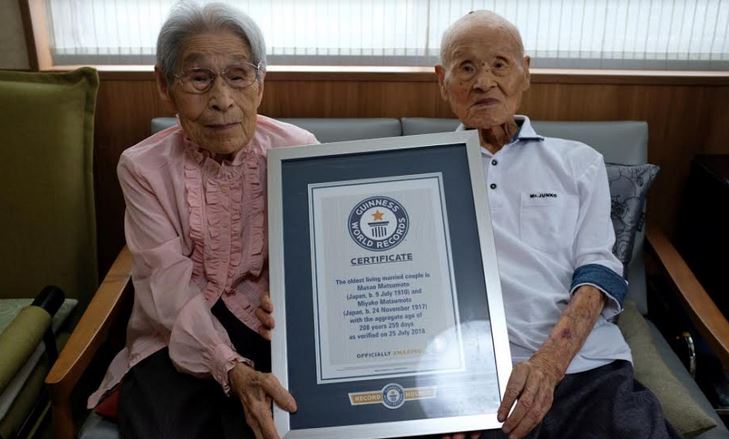 GUINNESS
WORLD RECORDS
CERTIFICATE
The oldest living married couple is
Masao Matsumoto
(Japan, b. 9 July 1910) and
Miyako Matsumoto
(Japan, b. 24 November 1917)
with the aggregate age of
208 years 259 days
as verified on 25 July 2018
OFFICIALLY AMAZING
RECORD
HOLDER
Mr.JUNKO